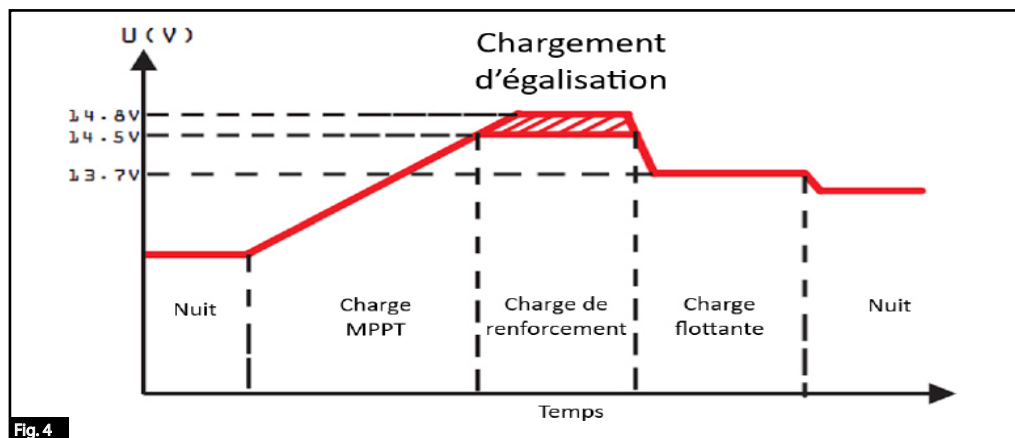 U(V)
Chargement
d'égalisation
14.8V
14.5V
13.7V
Nuit
Charge
MPPT
Charge de
renforcement
Charge
flottante
Nuit
Temps
Fig. 4